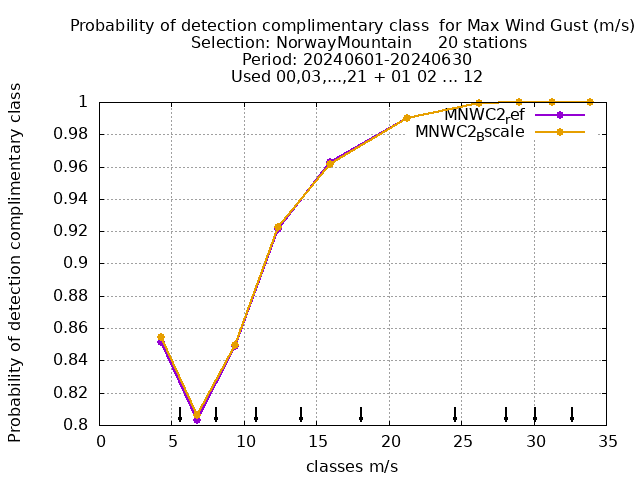 Probability of detection complimentary class  for Max Wind Gust (m/s)
Selection: NorwayMountain     20 stations
Period: 20240601-20240630
Used 00,03,...,21 + 01 02 ... 12
Probability of detection complimentary class
1
0.98
0.96
0.94
0.92
0.9
0.88
0.86
0.84
0.82
0.8
MNWC2ref
MNWC2Bscale
0 5 10 15 20 25 30 35
classes m/s